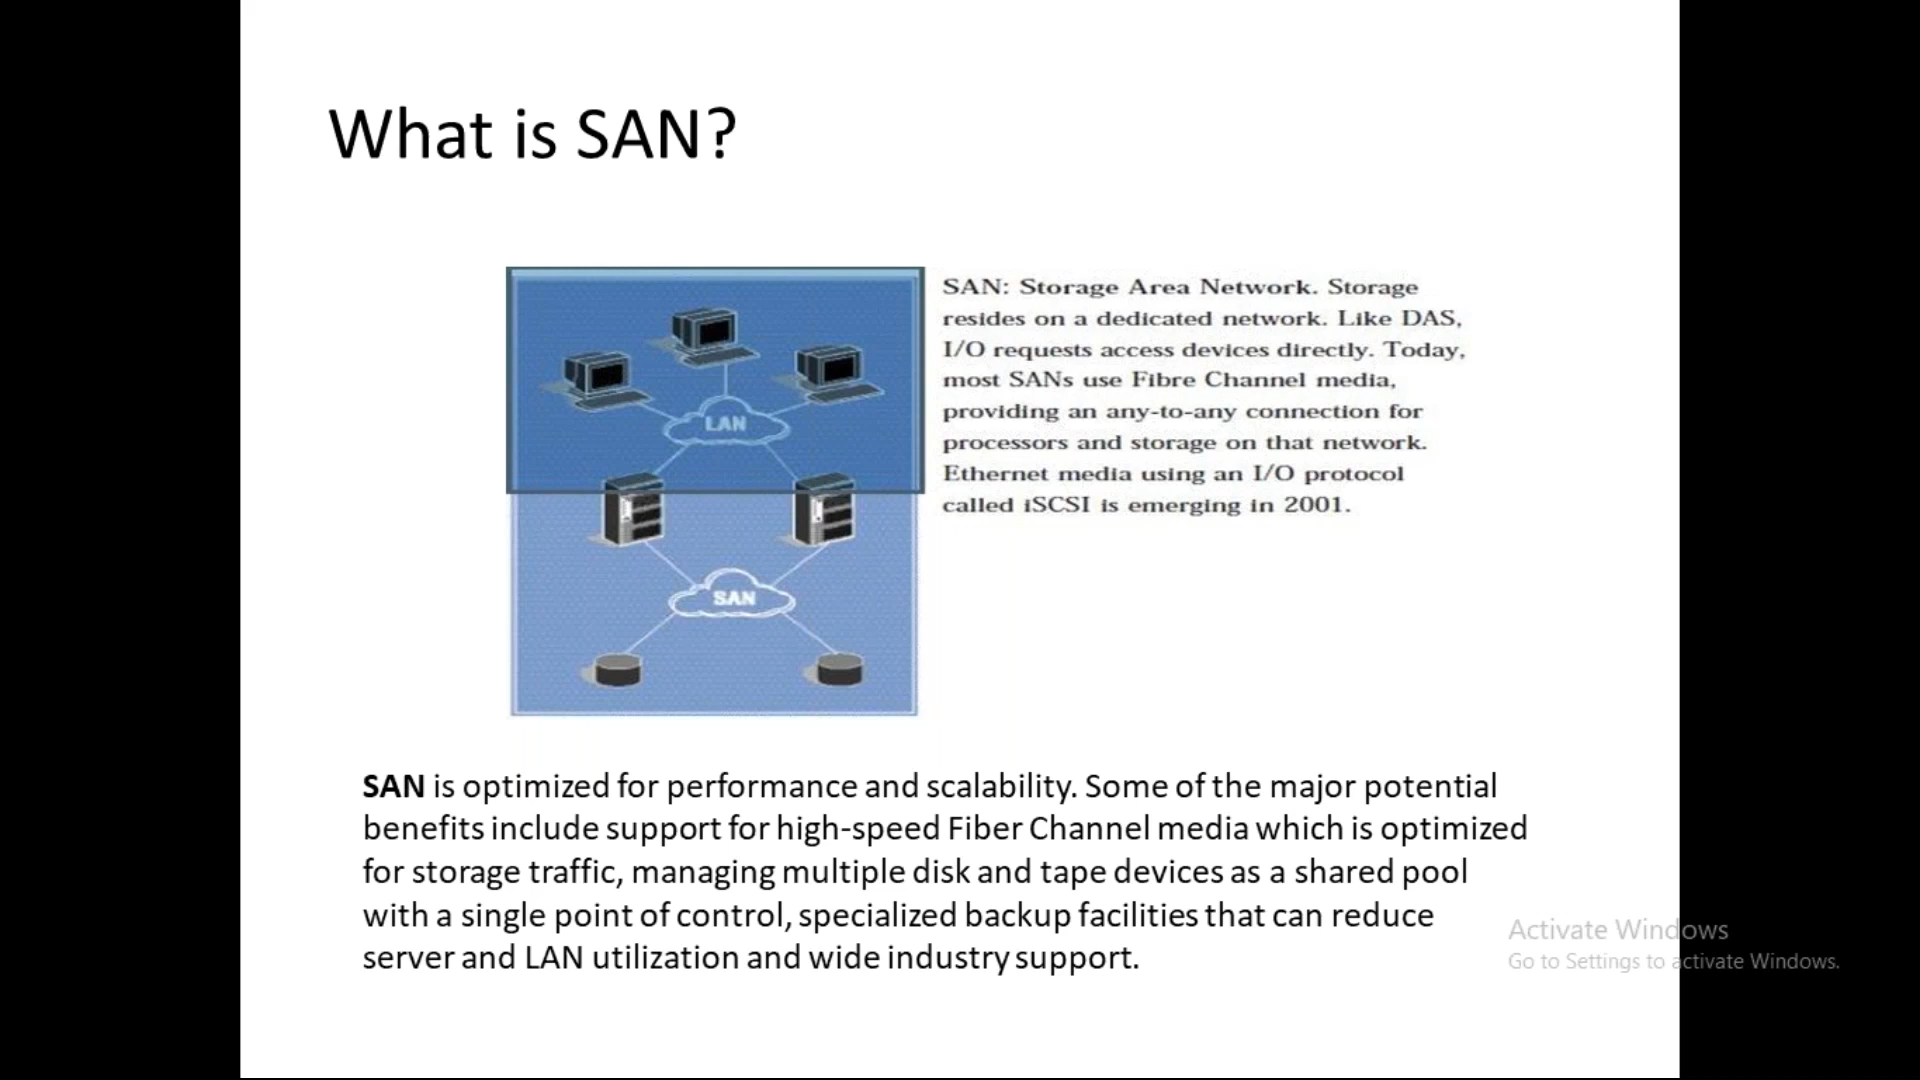 What is SAN?
SAN: Storage Area Network. Storage
resides on a dedicated network. Like DAS,
I/O requests access devices directly. Today,
most SANs use Fibre Channel media,
providing an any-to-any connection for
processors and storage on that network.
Ethernet media using an I/O protocol
called iSCSI is emerging in 2001.
LAN
SAN
SAN is optimized for performance and scalability. Some of the major potential
benefits include support for high-speed Fiber Channel media which is optimized
for storage traffic, managing multiple disk and tape devices as a shared pool
with a single point of control, specialized backup facilities that can reduce
server and LAN utilization and wide industry support.
Activate Windows
Go to Settings to activate Windows.